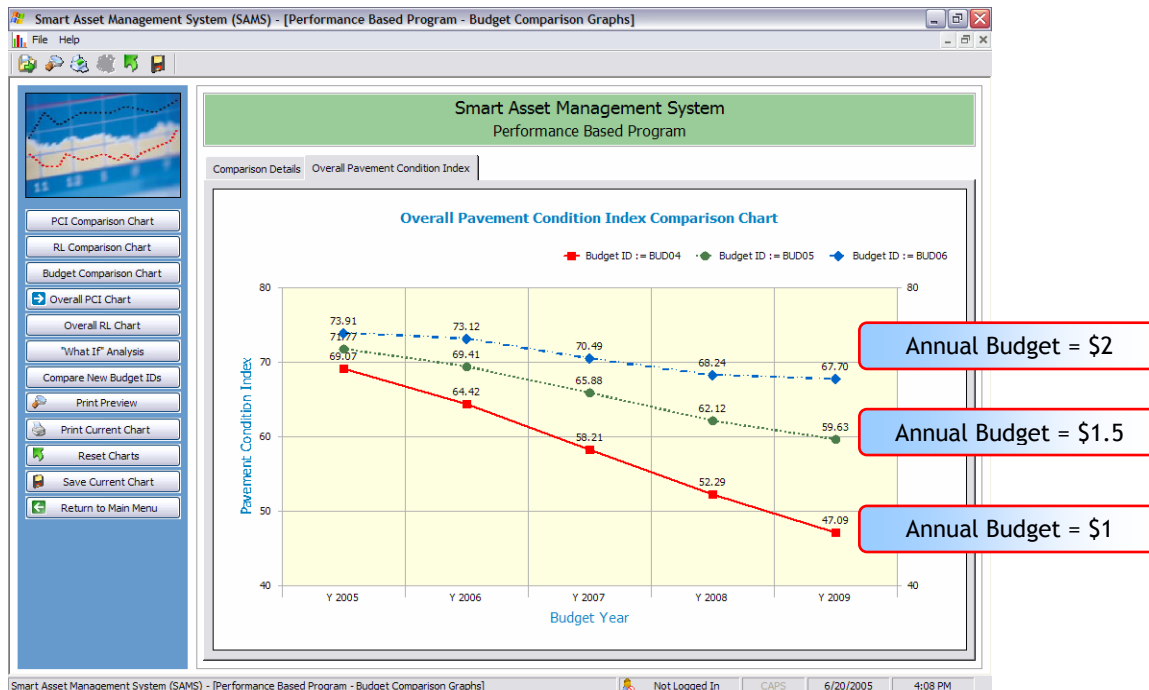 Smart Asset Management System (SAMS) - [Performance Based Program - Budget Comparison Graphs]
File Help
Smart Asset Management System
Performance Based Program
Comparison Details Overall Pavement Condition Index
PCI Comparison Chart
RL Comparison Chart
Budget Comparison Chart
Overall PCI Chart
Overall RL Chart
"What If" Analysis
Compare New Budget IDs
Print Preview
Print Current Chart
Reset Charts
Save Current Chart
Return to Main Menu
Overall Pavement Condition Index Comparison Chart
Budget ID := BUD04 Budget ID := BUD05 Budget ID := BUD06
Pavement Condition Index
80 80
73.91 73.12 70.49 68.24 67.70
71.77 69.41 65.88 62.12 59.63
69.07 64.42 58.21 52.29 47.09
70
60
50
40 40
Y 2005 Y 2006 Y 2007 Y 2008 Y 2009
Budget Year
Annual Budget = $2
Annual Budget = $1.5
Annual Budget = $1
Smart Asset Management System (SAMS) - [Performance Based Program - Budget Comparison Graphs] Not Logged In CAPS 6/20/2005 4:08 PM